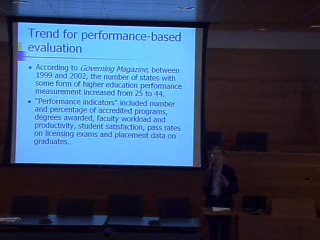 Trend for performance-based
evaluation
According to Governing Magazine, between
1999 and 2002, the number of states with
some form of higher education performance
measurement increased from 25 to 44.
"Performance indicators" included number
and percentage of accredited programs,
degrees awarded, faculty workload and
productivity, student satisfaction, pass rates
on licensing exams and placement data on
graduates.